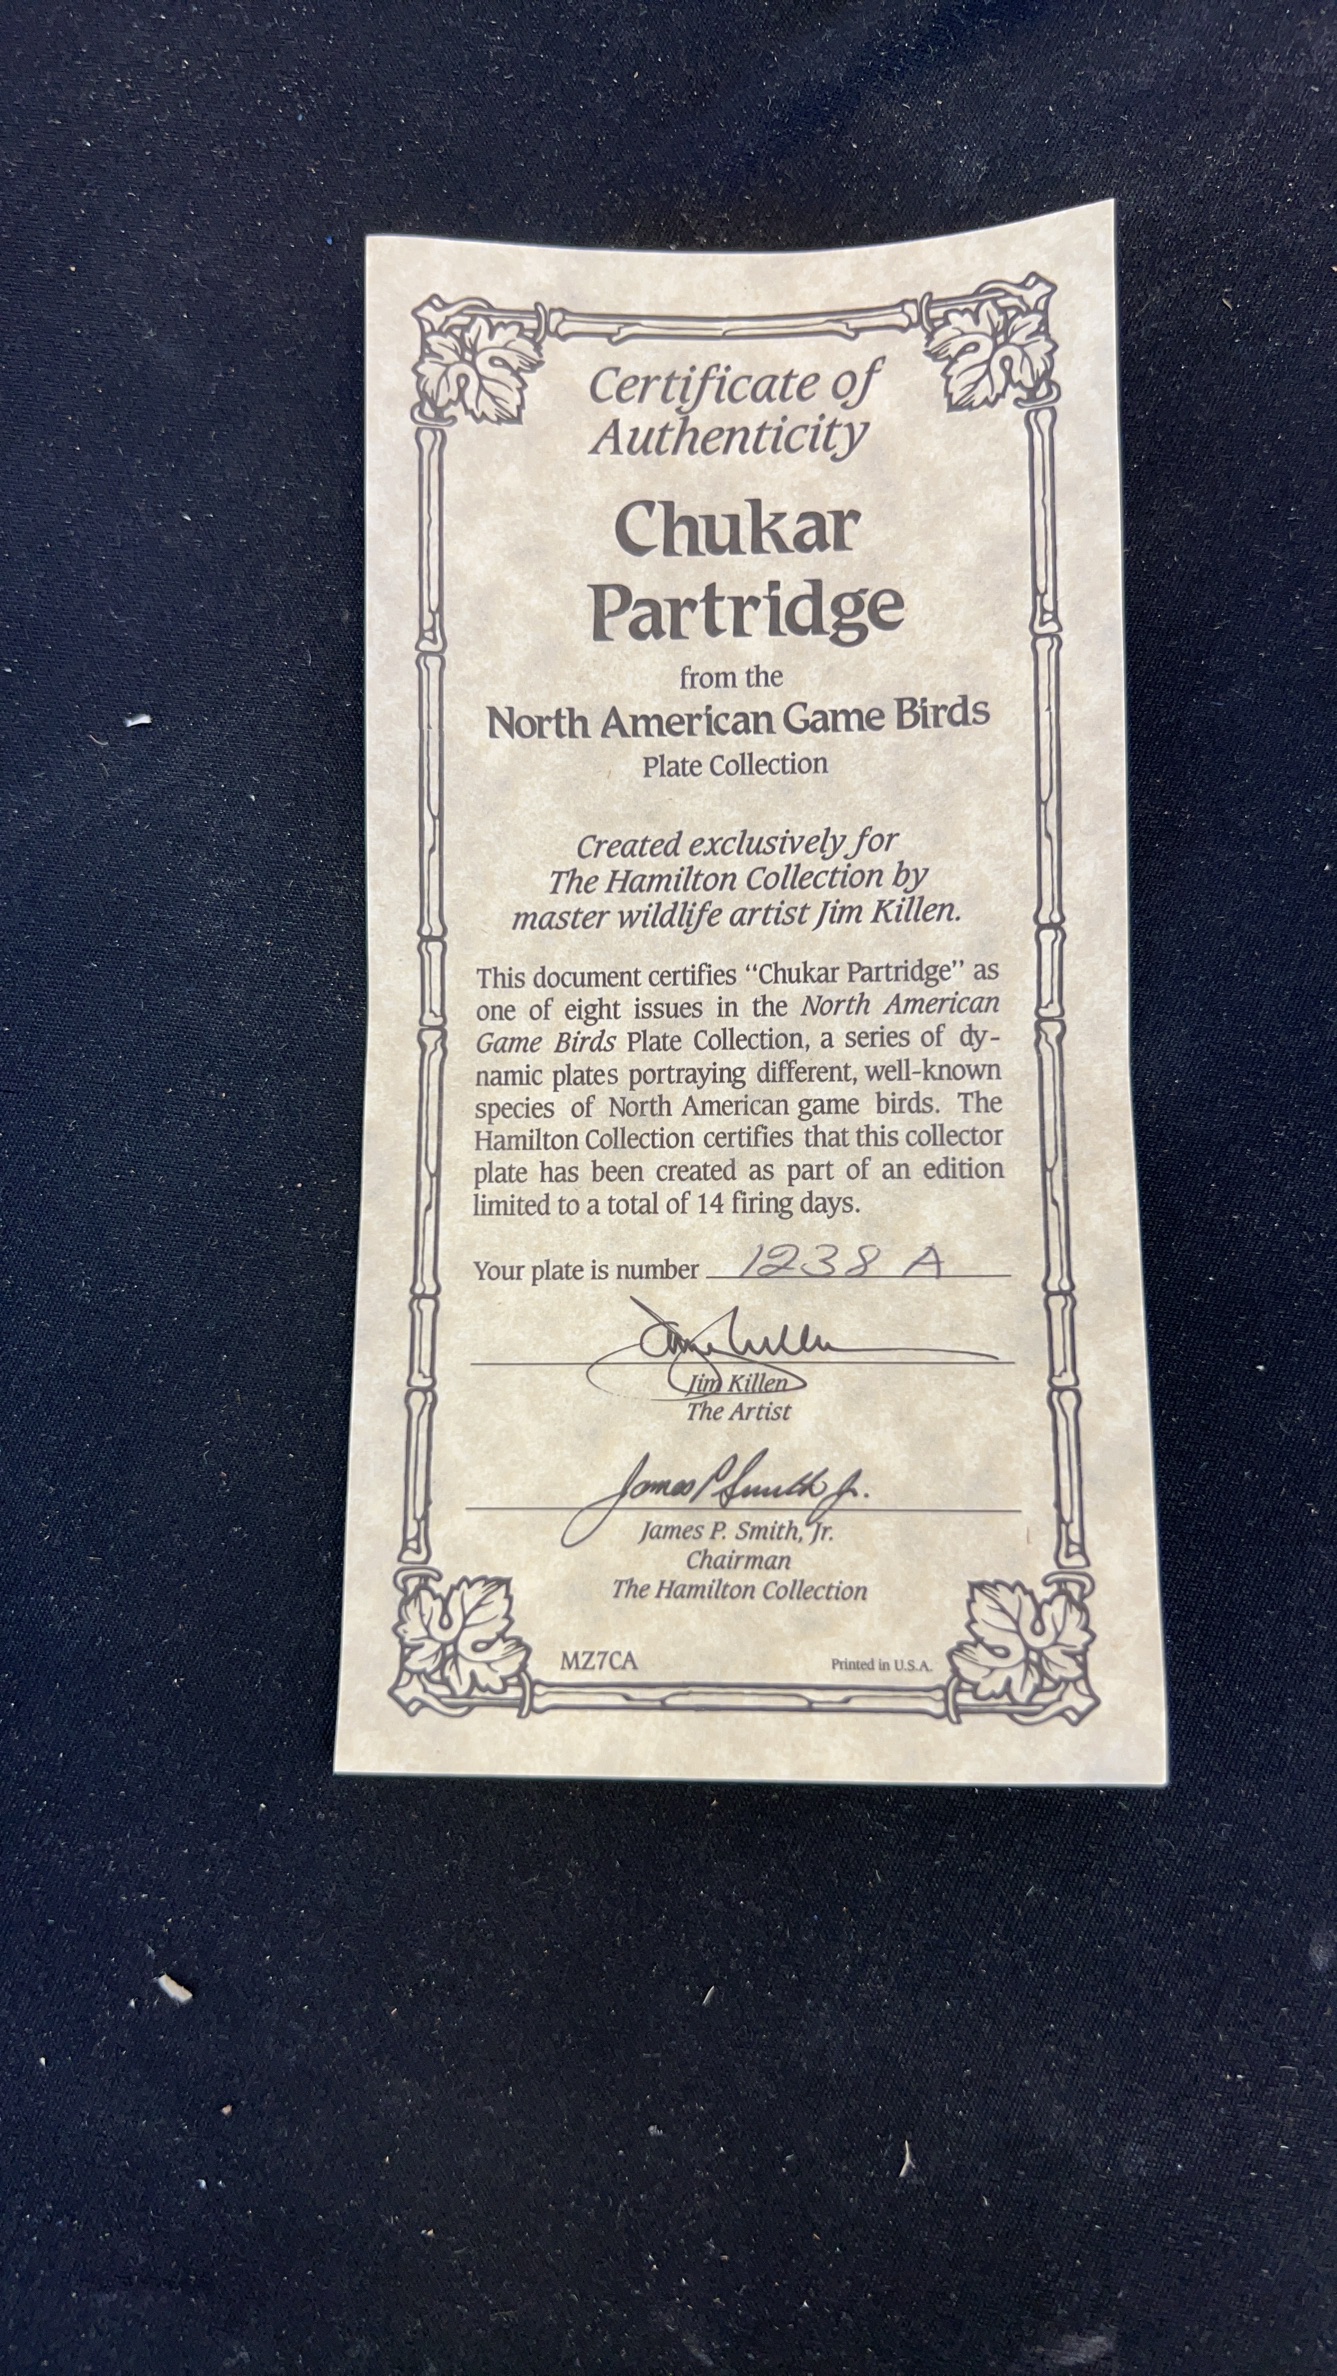 Certificate of
Authenticity
Chukar
Partridge
from the
North American Game Birds
Plate Collection
Created exclusively for
The Hamilton Collection by
master wildlife artist Jim Killen.
This document certifies “Chukar Partridge” as
one of eight issues in the North American
Game Birds Plate Collection, a series of dy-
namic plates portraying different, well-known
species of North American game birds. The
Hamilton Collection certifies that this collector
plate has been created as part of an edition
limited to a total of 14 firing days.
Your plate is number 1238 A
Jim Killen
Jim Killen
The Artist
James P Smith Jr.
James P. Smith, Jr.
Chairman
The Hamilton Collection
MZ7CA Printed in U.S.A.